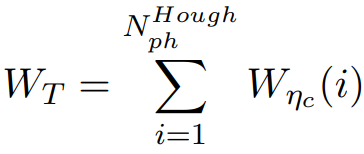 W_T = \sum_{i=1}^{N_{ph}^{Hough}} W_{\eta_c}(i)